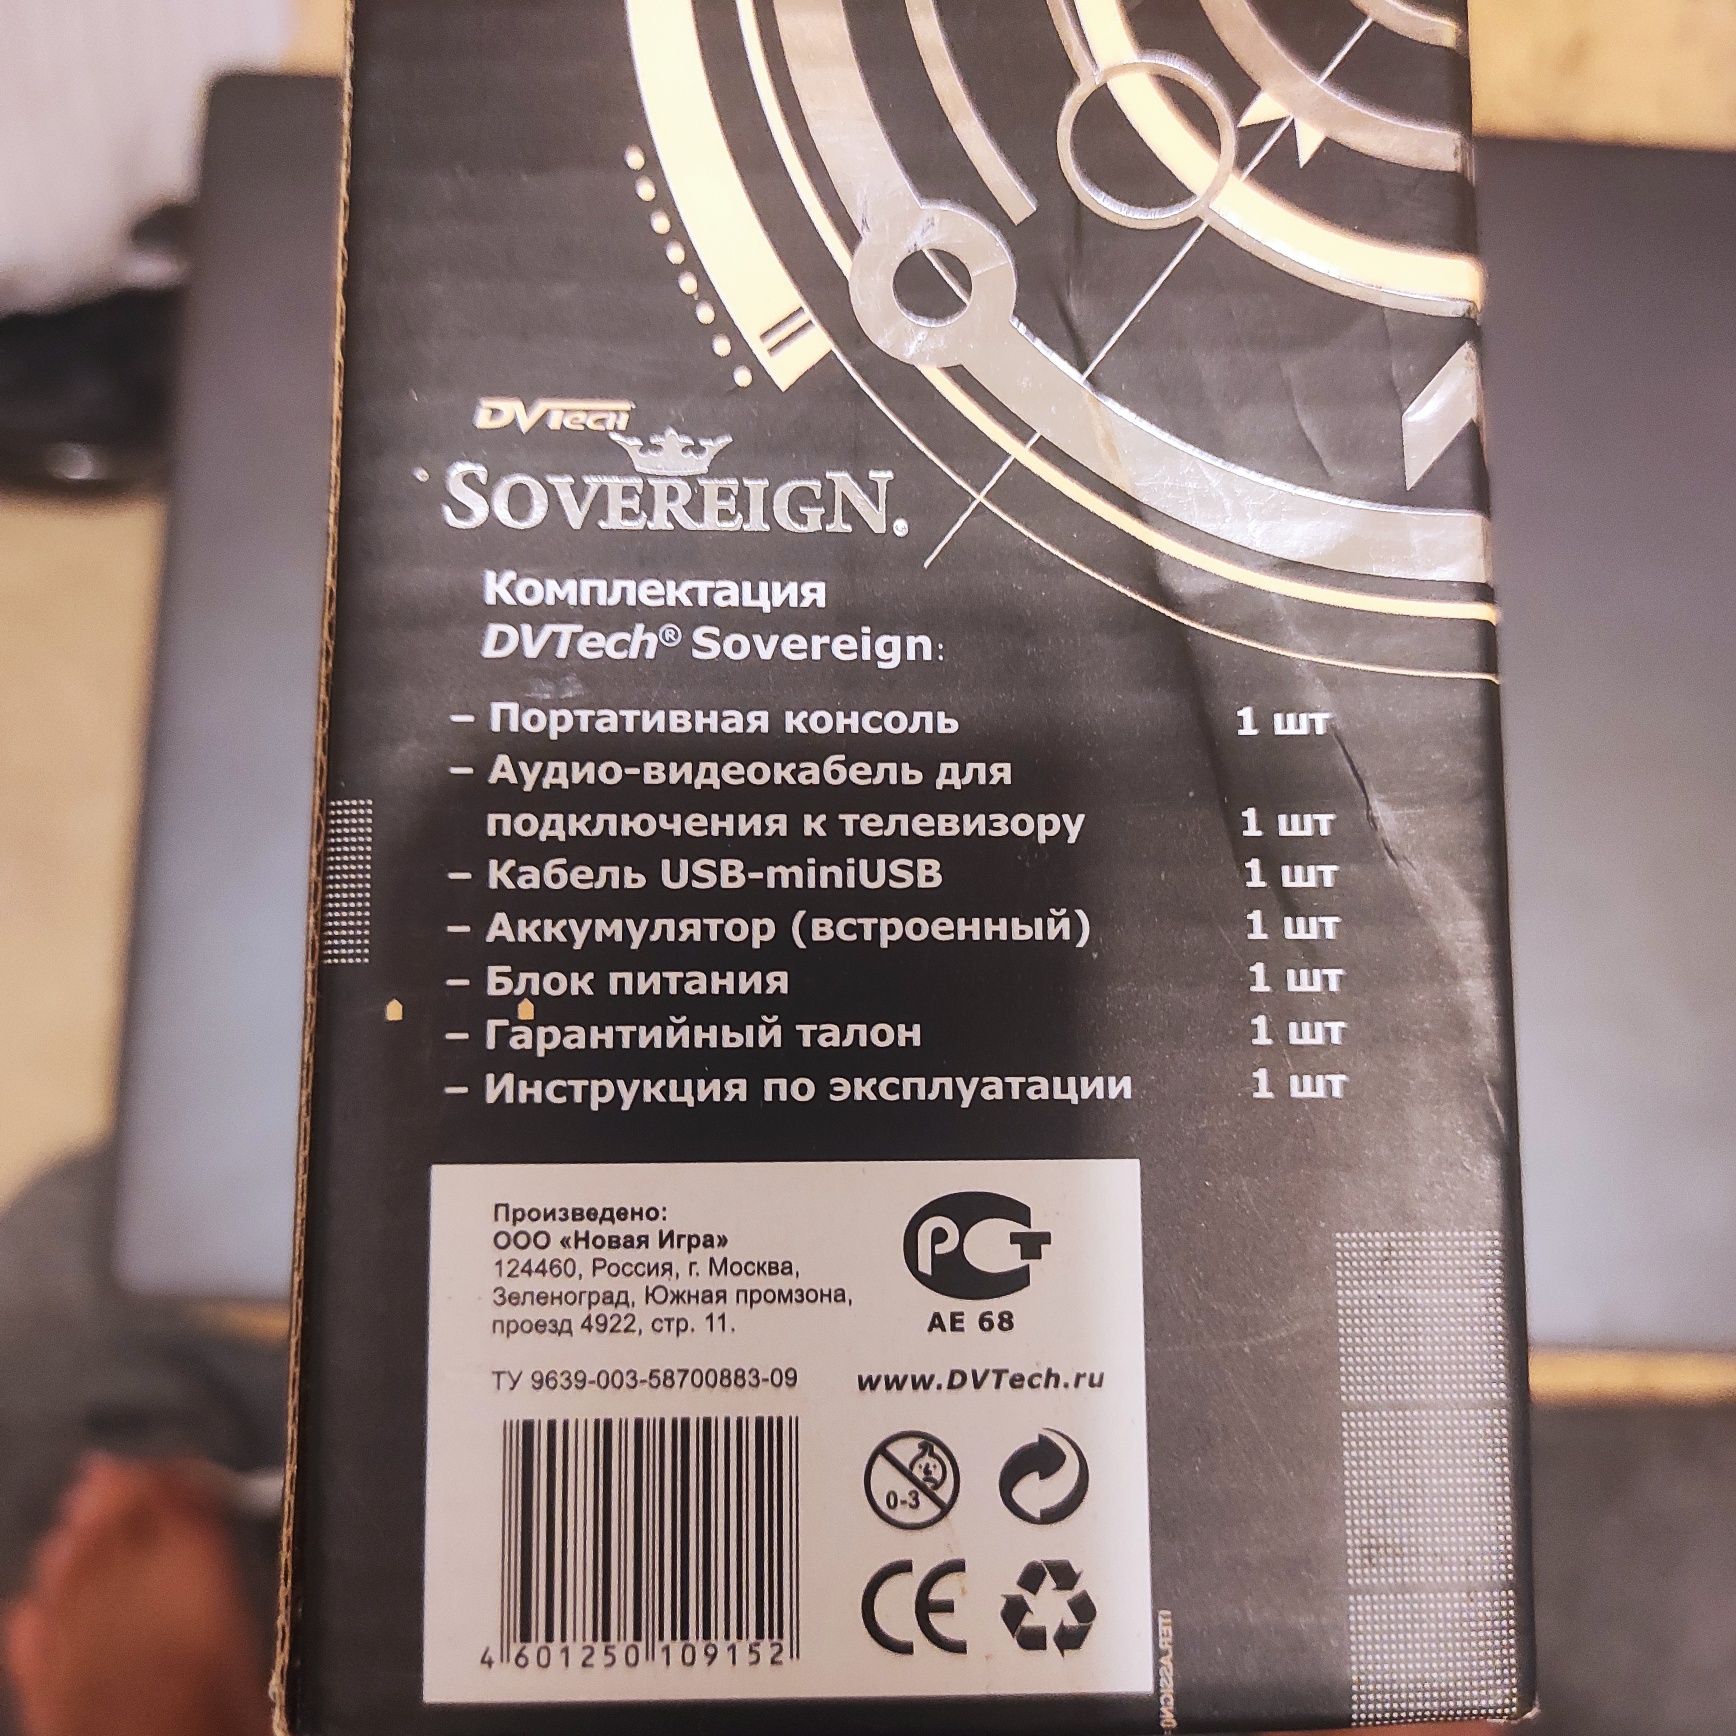 DVTech
SOVEREIGN
Комплектация
DVTech® Sovereign:
– Портативная консоль 1 шт
– Аудио-видеокабель для
подключения к телевизору 1 шт
– Кабель USB-miniUSB 1 шт
– Аккумулятор (встроенный) 1 шт
– Блок питания 1 шт
– Гарантийный талон 1 шт
– Инструкция по эксплуатации 1 шт
Произведено:
ООО «Новая Игра»
124460, Россия, г. Москва,
Зеленоград, Южная промзона,
проезд 4922, стр. 11.
РСТ
АЕ 68
ТУ 9639-003-58700883-09
www.DVTech.ru
0-3
CE
4 601250 109152